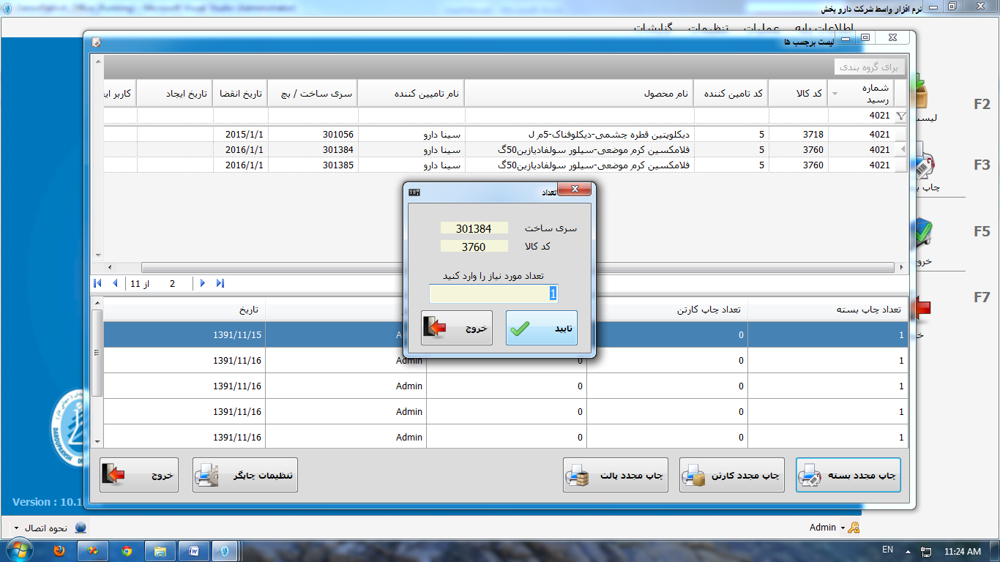 نرم افزار واسط شرکت دارو بخش
اطلاعات پایه عملیات تنظیمات گزارشات
لیست برچسب ها
برای گروه بندی
شماره رسید کد کالا کد تامین کننده نام محصول نام تامیین کننده سری ساخت / بچ تاریخ انقضا تاریخ ایجاد کاربر
4021
4021 3718 5 دیکلوپتین قطره چشمی-دیکلوفناک-5م ل سینا دارو 301056 2015/1/1
4021 3760 5 فلامکسین کرم موضعی-سیلور سولفادیازین50گ سینا دارو 301384 2016/1/1
4021 3760 5 فلامکسین کرم موضعی-سیلور سولفادیازین50گ سینا دارو 301385 2016/1/1
2 از 11
تعداد
سری ساخت 301384
کد کالا 3760
تعداد مورد نیاز را وارد کنید
1
تایید خروج
تعداد چاپ بسته تعداد چاپ کارتن تاریخ
1 0 1391/11/15
1 0 0 Admin 1391/11/16
1 0 0 Admin 1391/11/16
1 0 0 Admin 1391/11/16
1 0 0 Admin 1391/11/16
چاپ مجدد بسته چاپ مجدد کارتن چاپ مجدد پالت تنظیمات چاپگر خروج
F2
F3
چاپ
F5
F7
Version : 10.1
Admin نحوه اتصال
EN 11:24 AM